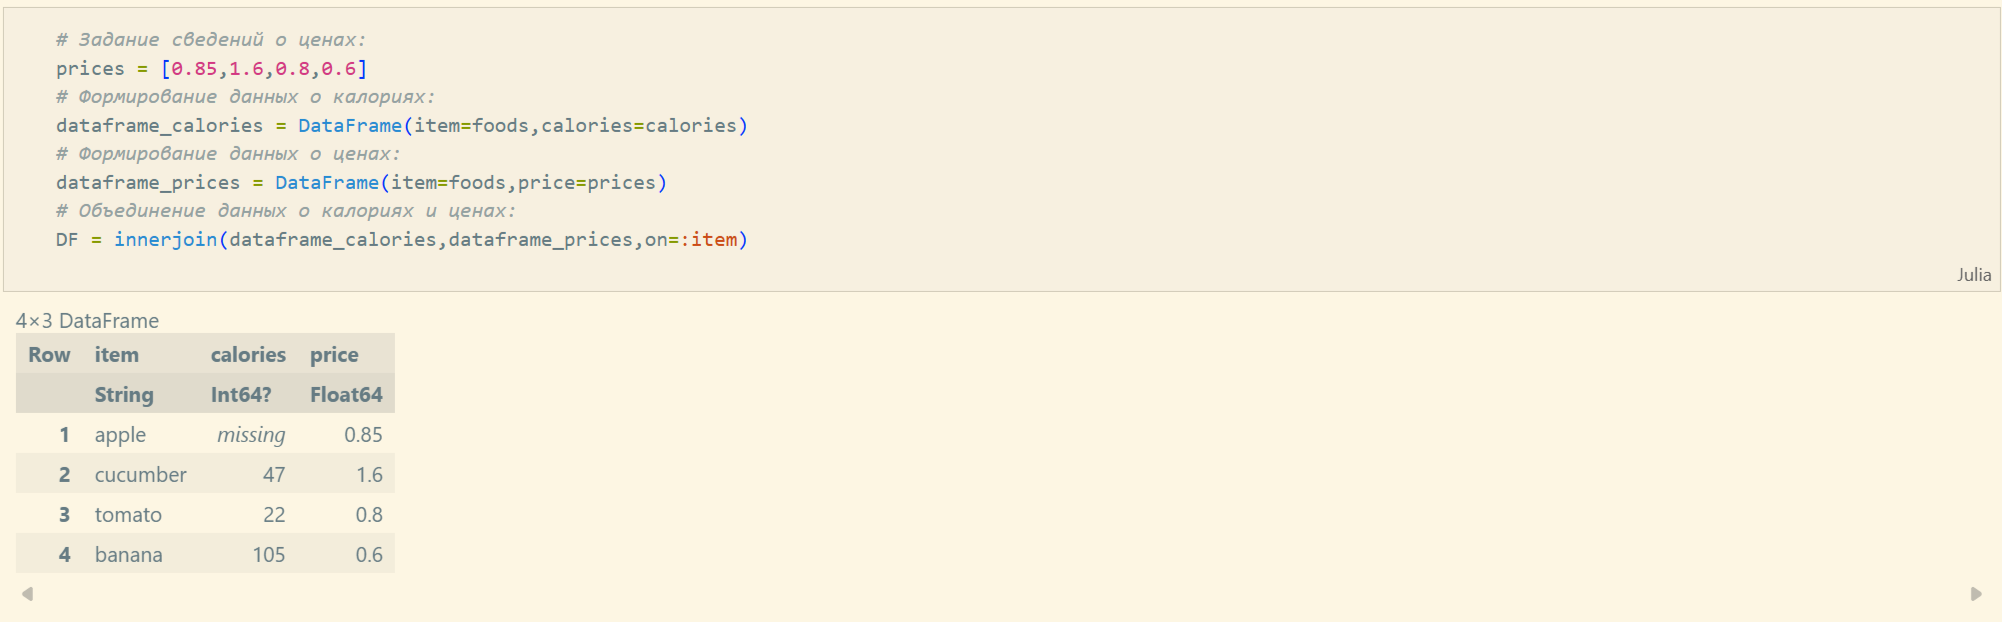 # Задание сведений о ценах:
prices = [0.85,1.6,0.8,0.6]
# Формирование данных о калориях:
dataframe_calories = DataFrame(item=foods,calories=calories)
# Формирование данных о ценах:
dataframe_prices = DataFrame(item=foods,price=prices)
# Объединение данных о калориях и ценах:
DF = innerjoin(dataframe_calories,dataframe_prices,on=:item)
Julia
4×3 DataFrame
Row item calories price
String Int64? Float64
1 apple missing 0.85
2 cucumber 47 1.6
3 tomato 22 0.8
4 banana 105 0.6